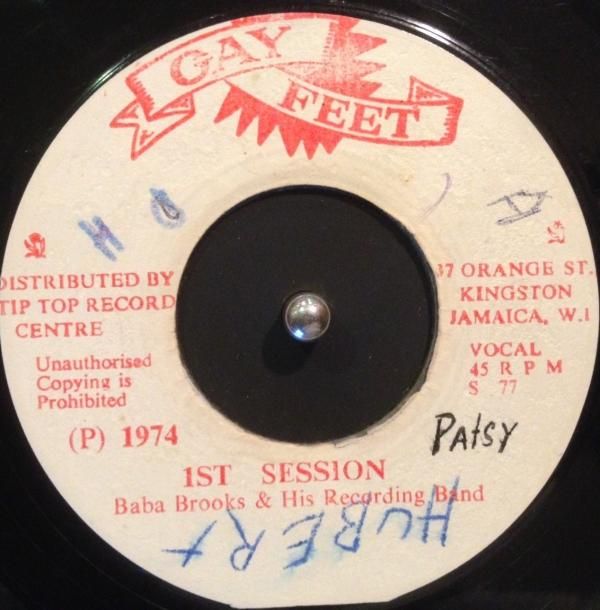 GAY
FEET
H O
H
DISTRIBUTED BY
TIP TOP RECORD
CENTRE
Unauthorised
Copying is
Prohibited
(P) 1974
37 ORANGE ST.
KINGSTON
JAMAICA, W.I
VOCAL
45 R P M
S 77
PAtSY
1ST SESSION
Baba Brooks & His Recording Band
HUBERt